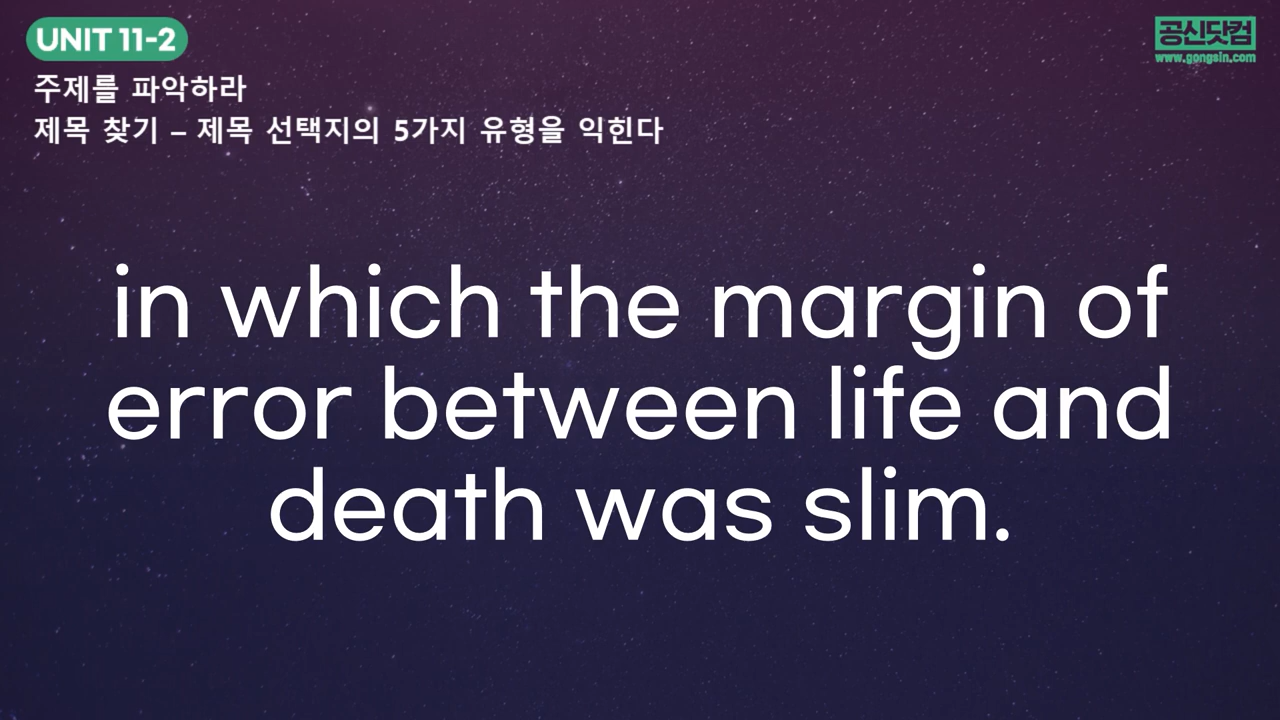 UNIT 11-2
공신닷컴
www.gongsin.com
주제를 파악하라
제목 찾기 – 제목 선택지의 5가지 유형을 익힌다
in which the margin of
error between life and
death was slim.